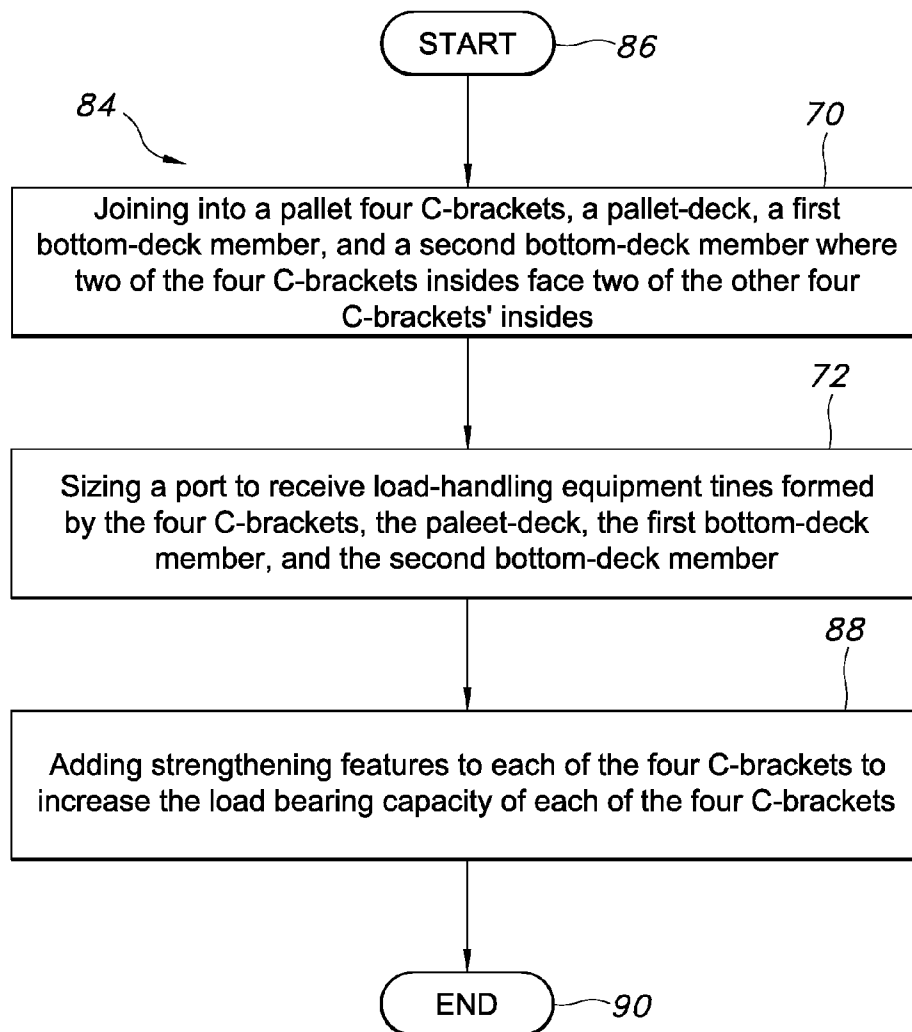 START
86
84
70
Joining into a pallet four C-brackets, a pallet-deck, a first
bottom-deck member, and a second bottom-deck member where
two of the four C-brackets insides face two of the other four
C-brackets' insides
72
Sizing a port to receive load-handling equipment tines formed
by the four C-brackets, the paleet-deck, the first bottom-deck
member, and the second bottom-deck member
88
Adding strengthening features to each of the four C-brackets to
increase the load bearing capacity of each of the four C-brackets
END
90